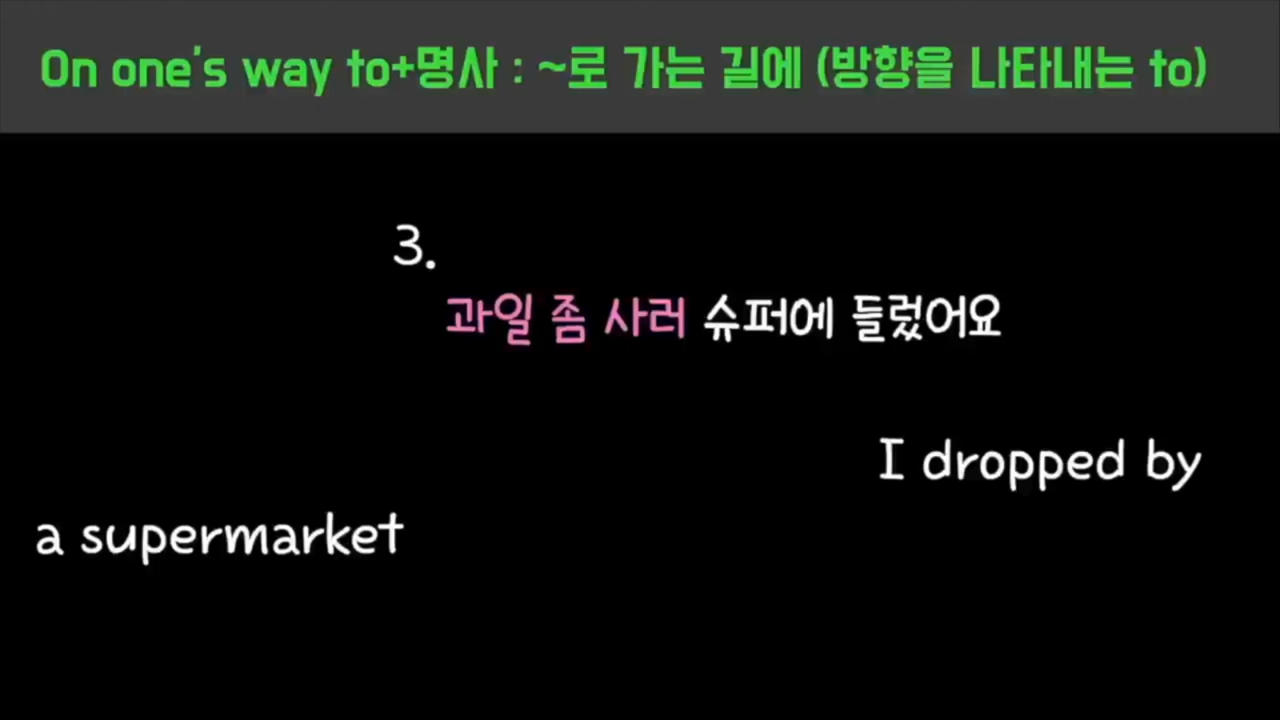 On one's way to+명사 : ~로 가는 길에 (방향을 나타내는 to)
3.
과일 좀 사러 슈퍼에 들렀어요
I dropped by
a supermarket